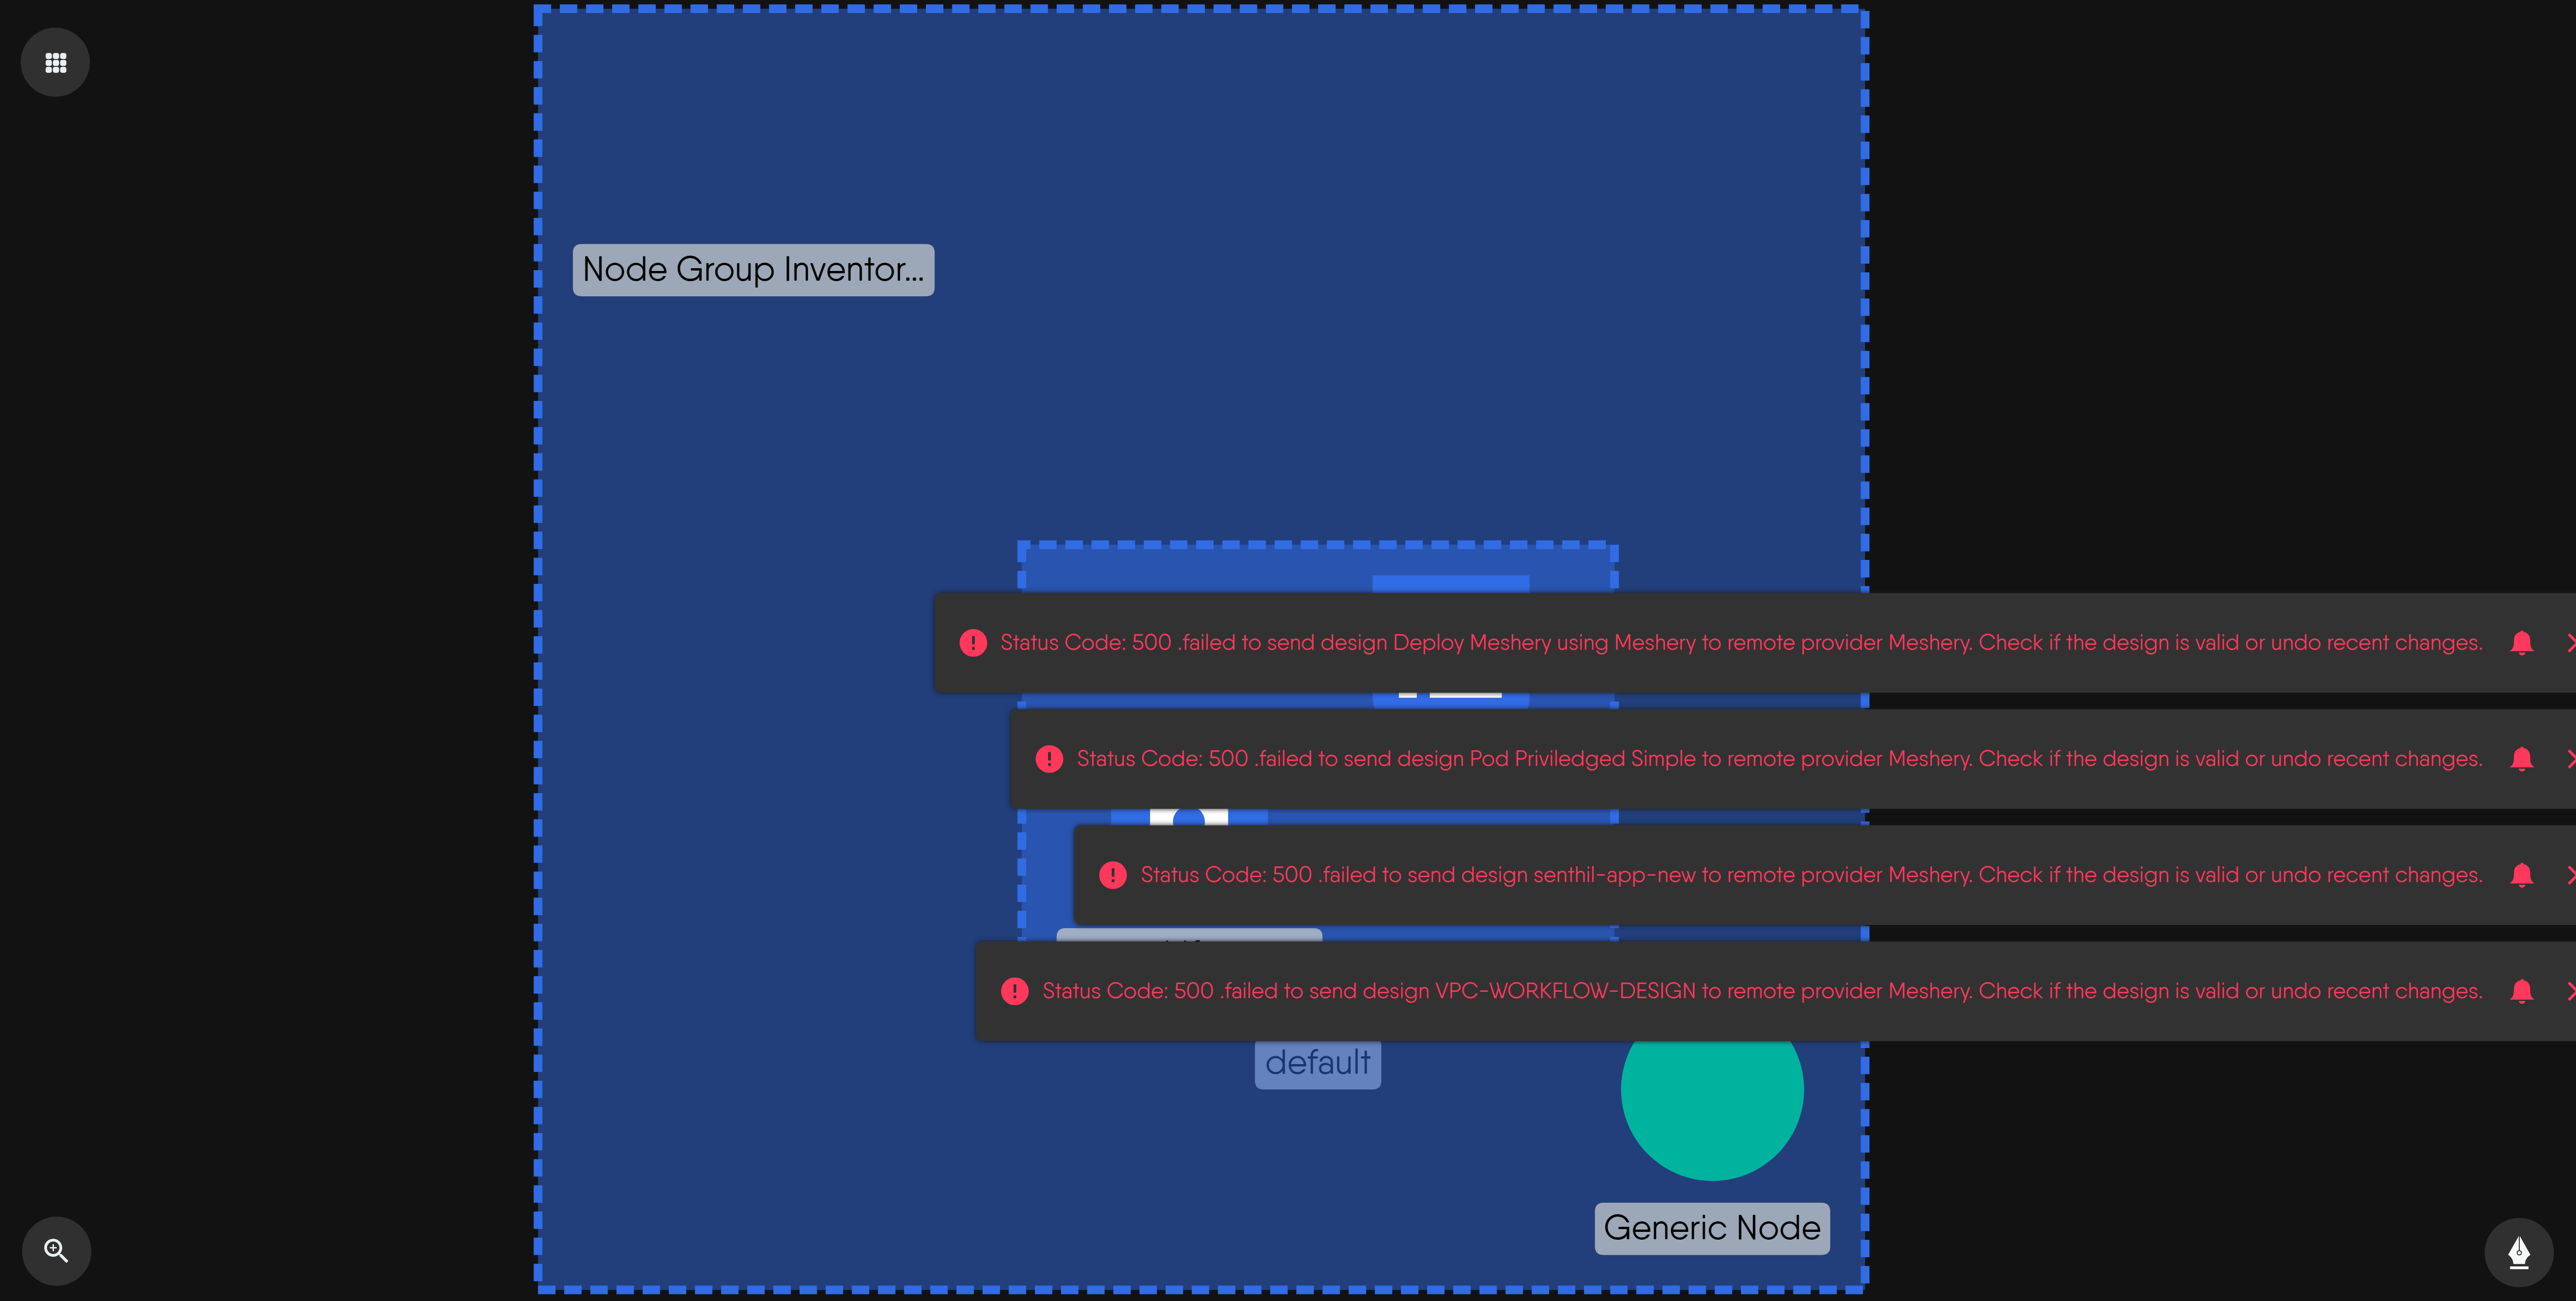 Node Group Inventor...
Status Code: 500 .failed to send design Deploy Meshery using Meshery to remote provider Meshery. Check if the design is valid or undo recent changes.
Status Code: 500 .failed to send design Pod Priviledged Simple to remote provider Meshery. Check if the design is valid or undo recent changes.
Status Code: 500 .failed to send design senthil-app-new to remote provider Meshery. Check if the design is valid or undo recent changes.
Status Code: 500 .failed to send design VPC-WORKFLOW-DESIGN to remote provider Meshery. Check if the design is valid or undo recent changes.
default
Generic Node